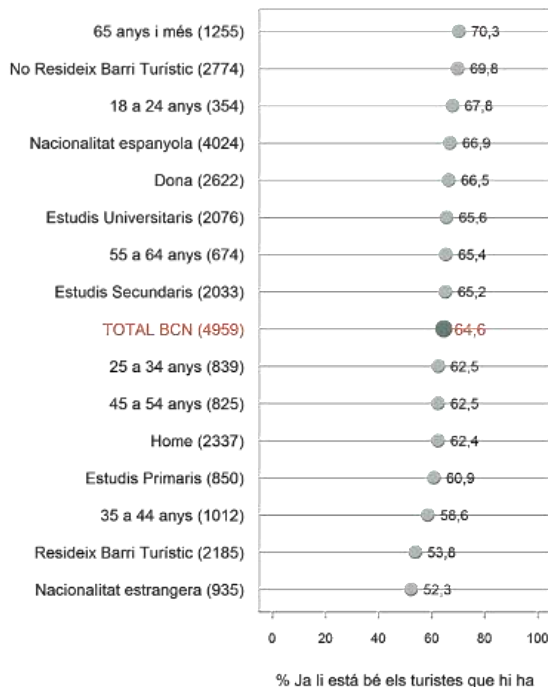 65 anys i més (1255) 70,3
No Resideix Barri Turístic (2774) 69,8
18 a 24 anys (354) 67,8
Nacionalitat espanyola (4024) 66,9
Dona (2622) 66,5
Estudis Universitaris (2076) 65,6
55 a 64 anys (674) 65,4
Estudis Secundaris (2033) 65,2
TOTAL BCN (4959) 64,6
25 a 34 anys (839) 62,5
45 a 54 anys (825) 62,5
Home (2337) 62,4
Estudis Primaris (850) 60,9
35 a 44 anys (1012) 58,6
Resideix Barri Turístic (2185) 53,8
Nacionalitat estrangera (935) 52,3
0 20 40 60 80 100
% Ja li está bé els turistes que hi ha